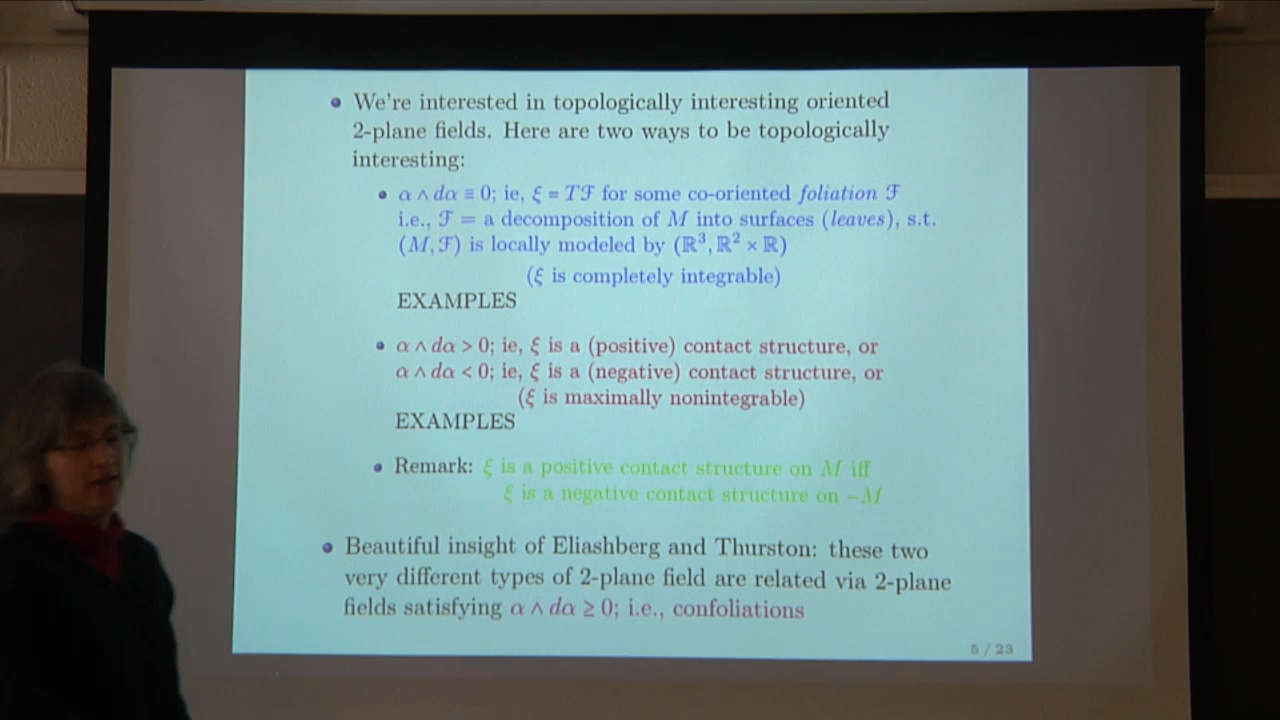 • We're interested in topologically interesting oriented
2-plane fields. Here are two ways to be topologically
interesting:
• α ∧ dα ≡ 0; ie, ξ = Tℱ for some co-oriented foliation ℱ
i.e., ℱ = a decomposition of M into surfaces (leaves), s.t.
(M, ℱ) is locally modeled by (ℝ³, ℝ² × ℝ)
(ξ is completely integrable)
EXAMPLES
• α ∧ dα > 0; ie, ξ is a (positive) contact structure, or
α ∧ dα < 0; ie, ξ is a (negative) contact structure, or
(ξ is maximally nonintegrable)
EXAMPLES
• Remark: ξ is a positive contact structure on M iff
ξ is a negative contact structure on −M
• Beautiful insight of Eliashberg and Thurston: these two
very different types of 2-plane field are related via 2-plane
fields satisfying α ∧ dα ≥ 0; i.e., confoliations
5 / 23